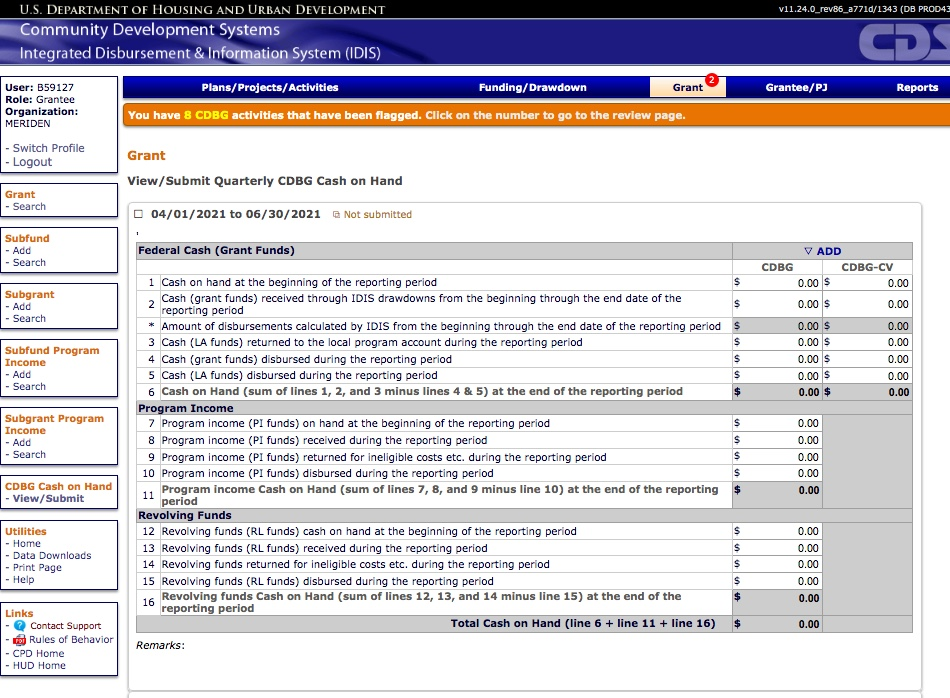 U.S. DEPARTMENT OF HOUSING AND URBAN DEVELOPMENT
v11.24.0_rev86_a771d/1343 (DB PROD43
Community Development Systems
Integrated Disbursement & Information System (IDIS)
CDS
User: B59127
Role: Grantee
Organization:
MERIDEN
- Switch Profile
- Logout
Grant
- Search
Subfund
- Add
- Search
Subgrant
- Add
- Search
Subfund Program
Income
- Add
- Search
Subgrant Program
Income
- Add
- Search
CDBG Cash on Hand
- View/Submit
Utilities
- Home
- Data Downloads
- Print Page
- Help
Links
- ? Contact Support
- Rules of Behavior
- CPD Home
- HUD Home
Plans/Projects/Activities Funding/Drawdown Grant 2 Grantee/PJ Reports
You have 8 CDBG activities that have been flagged. Click on the number to go to the review page.
Grant
View/Submit Quarterly CDBG Cash on Hand
04/01/2021 to 06/30/2021 Not submitted
,
Federal Cash (Grant Funds) ▽ ADD
CDBG CDBG-CV
1 Cash on hand at the beginning of the reporting period $ 0.00 $ 0.00
2 Cash (grant funds) received through IDIS drawdowns from the beginning through the end date of the
reporting period $ 0.00 $ 0.00
* Amount of disbursements calculated by IDIS from the beginning through the end date of the reporting period $ 0.00 $ 0.00
3 Cash (LA funds) returned to the local program account during the reporting period $ 0.00 $ 0.00
4 Cash (grant funds) disbursed during the reporting period $ 0.00 $ 0.00
5 Cash (LA funds) disbursed during the reporting period $ 0.00 $ 0.00
6 Cash on Hand (sum of lines 1, 2, and 3 minus lines 4 & 5) at the end of the reporting period $ 0.00 $ 0.00
Program Income
7 Program income (PI funds) on hand at the beginning of the reporting period $ 0.00
8 Program income (PI funds) received during the reporting period $ 0.00
9 Program income (PI funds) returned for ineligible costs etc. during the reporting period $ 0.00
10 Program income (PI funds) disbursed during the reporting period $ 0.00
11 Program income Cash on Hand (sum of lines 7, 8, and 9 minus line 10) at the end of the reporting
period $ 0.00
Revolving Funds
12 Revolving funds (RL funds) cash on hand at the beginning of the reporting period $ 0.00
13 Revolving funds (RL funds) received during the reporting period $ 0.00
14 Revolving funds returned for ineligible costs etc. during the reporting period $ 0.00
15 Revolving funds (RL funds) disbursed during the reporting period $ 0.00
16 Revolving funds Cash on Hand (sum of lines 12, 13, and 14 minus line 15) at the end of the
reporting period $ 0.00
Total Cash on Hand (line 6 + line 11 + line 16) $ 0.00
Remarks: